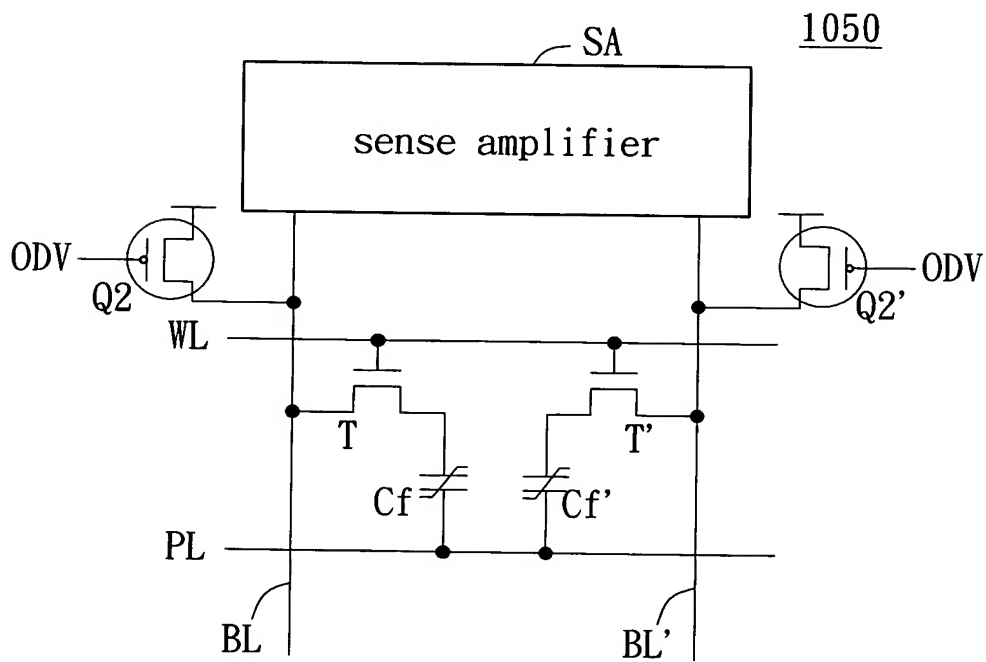 1050
SA
sense amplifier
ODV
Q2
ODV
Q2'
WL
T
T'
Cf
Cf'
PL
BL
BL'